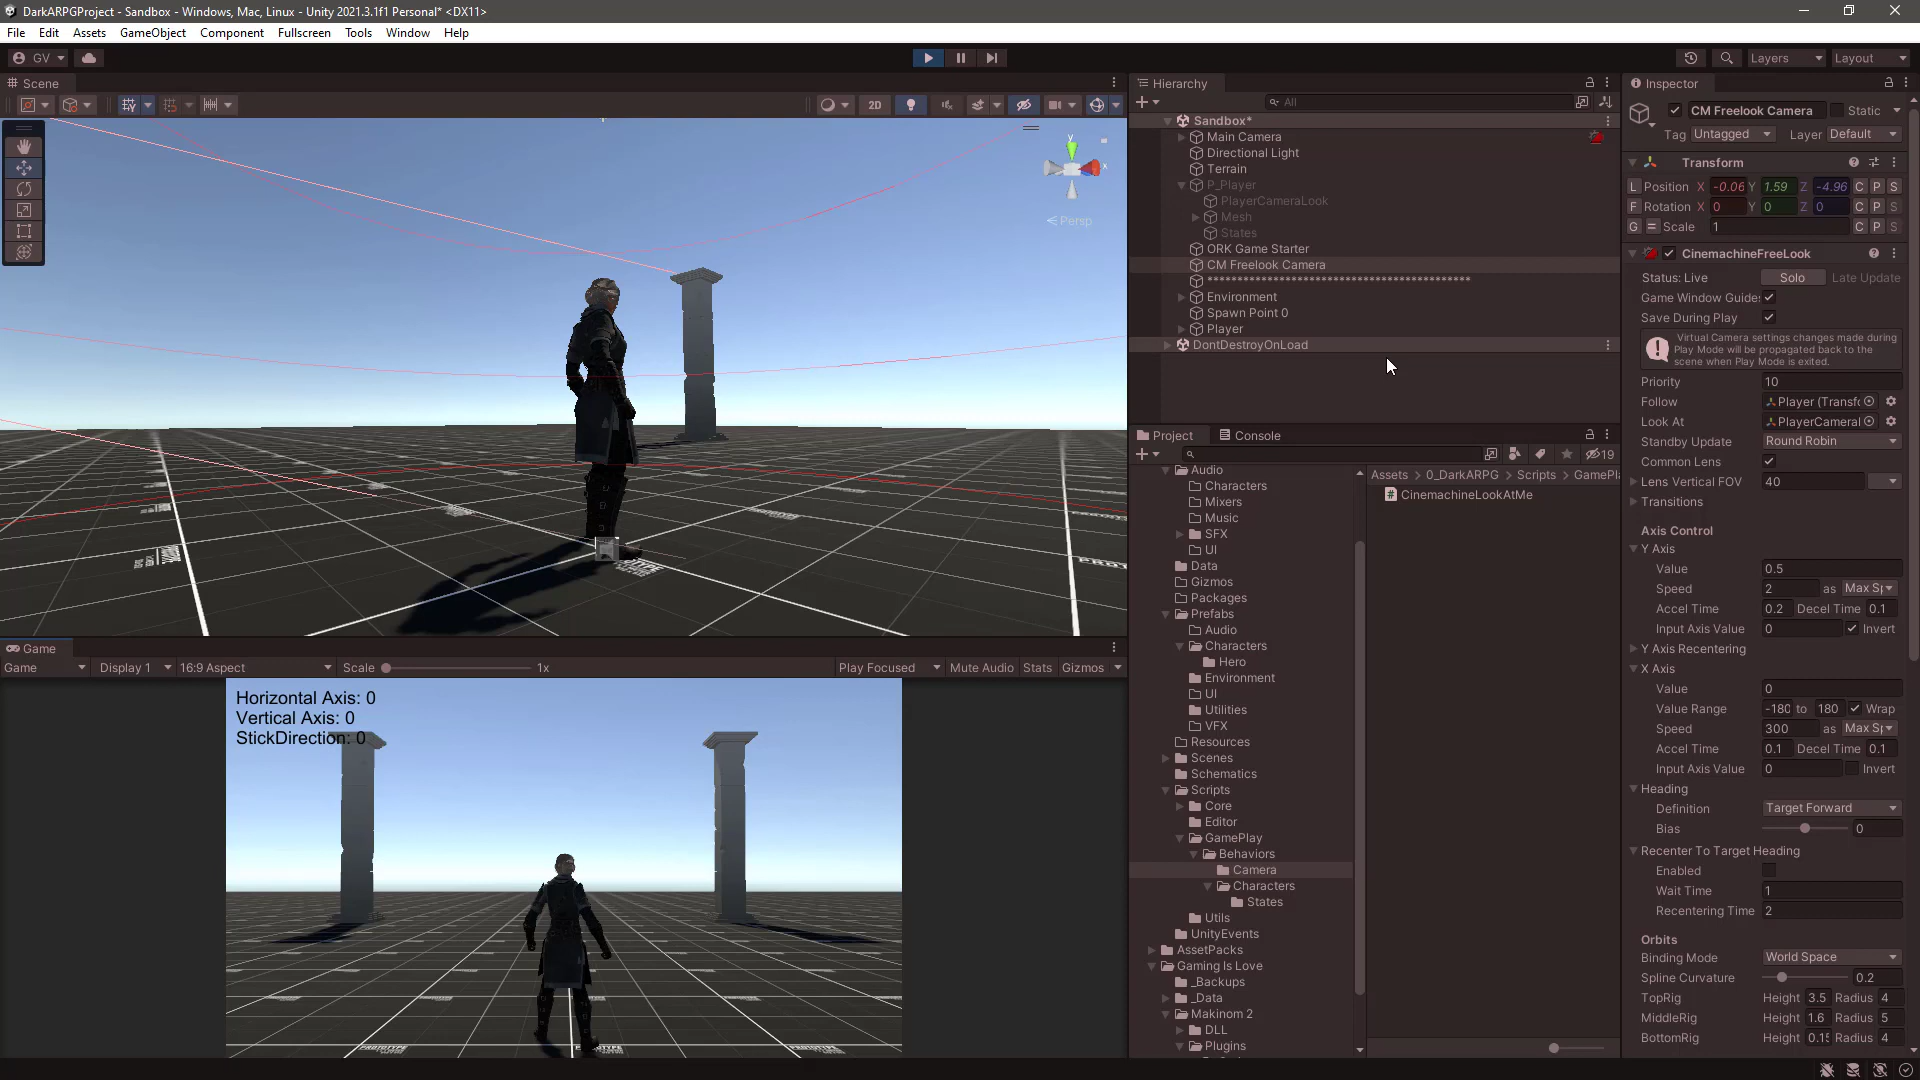 DarkARPGProject - Sandbox - Windows, Mac, Linux - Unity 2021.3.1f1 Personal* <DX11>
File Edit Assets GameObject Component Fullscreen Tools Window Help
GV Layers Layout
Scene
2D
y
x
Persp
Hierarchy
All
Sandbox*
Main Camera
Directional Light
Terrain
P_Player
PlayerCameraLook
Mesh
States
ORK Game Starter
CM Freelook Camera
Environment
Spawn Point 0
Player
DontDestroyOnLoad
Game
Game Display 1 16:9 Aspect Scale 1x Play Focused Mute Audio Stats Gizmos
Horizontal Axis: 0
Vertical Axis: 0
StickDirection: 0
Project Console
19
Audio
Characters
Mixers
Music
SFX
UI
Data
Gizmos
Packages
Prefabs
Audio
Characters
Hero
Environment
UI
Utilities
VFX
Resources
Scenes
Schematics
Scripts
Core
Editor
GamePlay
Behaviors
Camera
Characters
States
Utils
UnityEvents
AssetPacks
Gaming Is Love
_Backups
_Data
Makinom 2
DLL
Plugins
Assets > 0_DarkARPG > Scripts > GamePl
CinemachineLookAtMe
Inspector
CM Freelook Camera Static
Tag Untagged Layer Default
Transform
L Position X -0.06 Y 1.59 Z -4.96 C P S
F Rotation X 0 Y 0 Z 0 C P S
G = Scale 1 C P S
CinemachineFreeLook
Status: Live Solo Late Update
Game Window Guides
Save During Play
Virtual Camera settings changes made during
Play Mode will be propagated back to the
scene when Play Mode is exited.
Priority 10
Follow Player (Transf
Look At PlayerCameral
Standby Update Round Robin
Common Lens
Lens Vertical FOV 40
Transitions
Axis Control
Y Axis
Value 0.5
Speed 2 as Max S
Accel Time 0.2 Decel Time 0.1
Input Axis Value 0 Invert
Y Axis Recentering
X Axis
Value 0
Value Range -180 to 180 Wrap
Speed 300 as Max S
Accel Time 0.1 Decel Time 0.1
Input Axis Value 0 Invert
Heading
Definition Target Forward
Bias 0
Recenter To Target Heading
Enabled
Wait Time 1
Recentering Time 2
Orbits
Binding Mode World Space
Spline Curvature 0.2
TopRig Height 3.5 Radius 4
MiddleRig Height 1.6 Radius 5
BottomRig Height 0.15 Radius 4